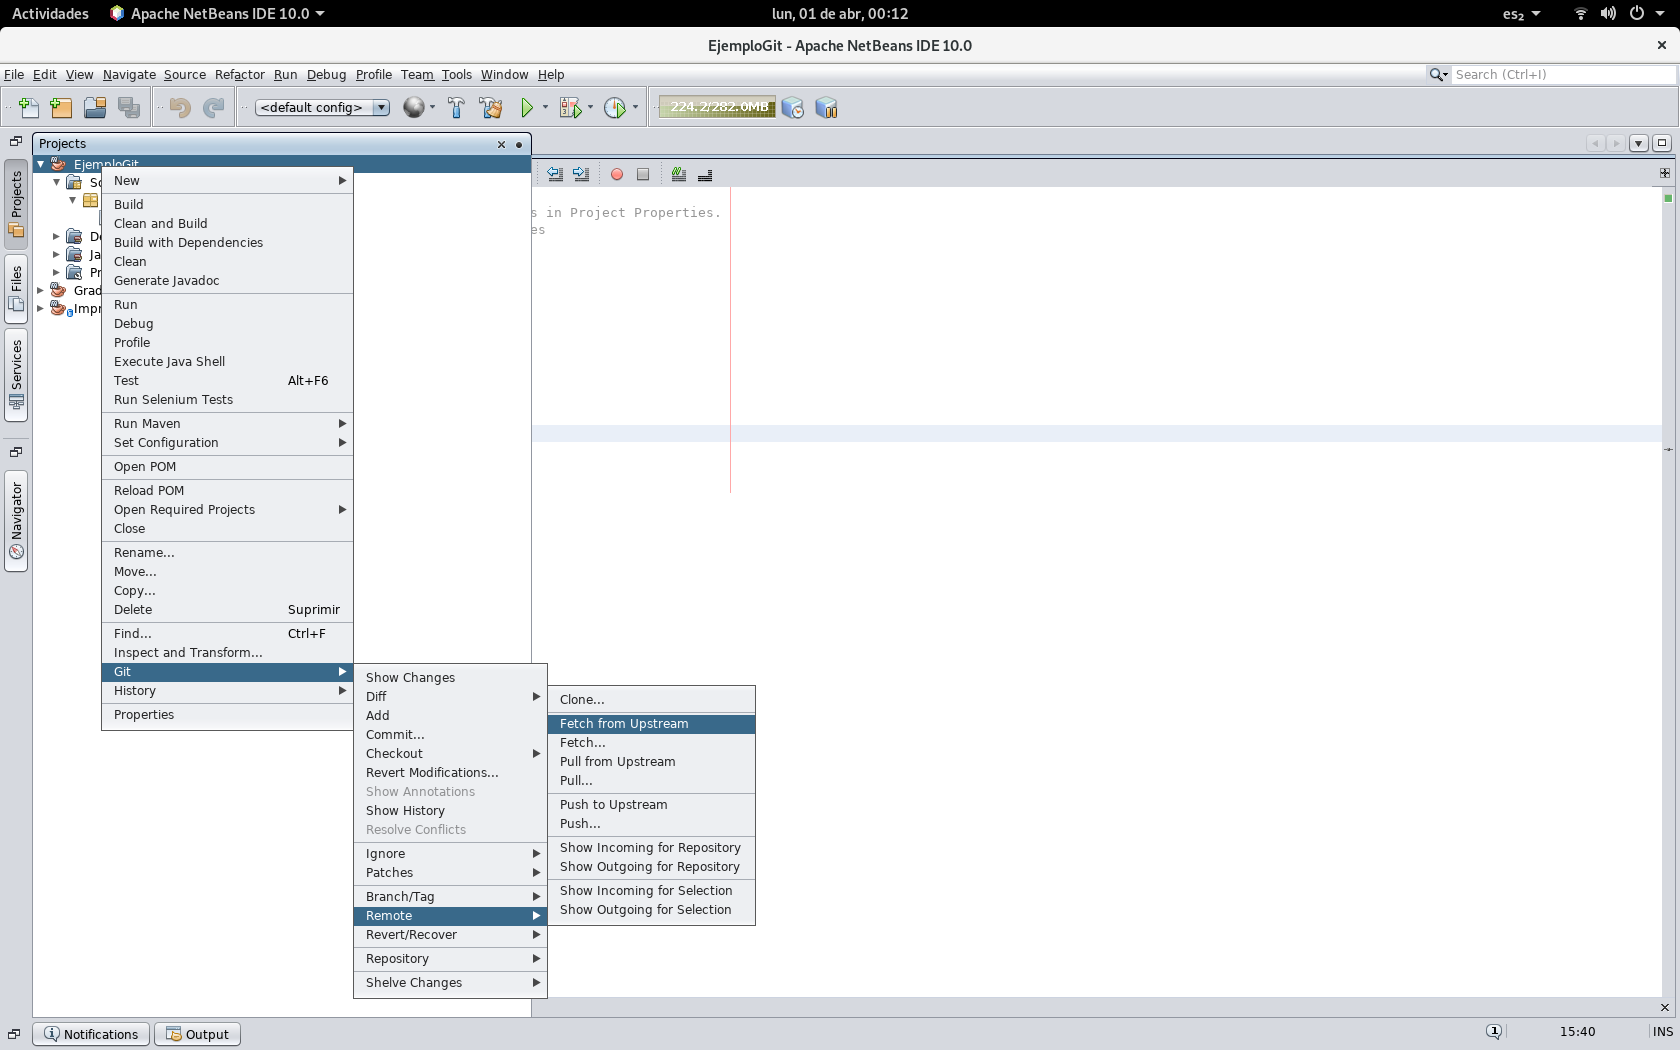 Actividades
Apache NetBeans IDE 10.0
lun, 01 de abr, 00:12
es₂
EjemploGit - Apache NetBeans IDE 10.0
File Edit View Navigate Source Refactor Run Debug Profile Team Tools Window Help
Search (Ctrl+I)
<default config>
224.2/282.0MB
Projects
EjemploGit
So
De
Ja
Pr
Grad
Impr
Projects
Files
Services
Navigator
s in Project Properties.
es
New
Build
Clean and Build
Build with Dependencies
Clean
Generate Javadoc
Run
Debug
Profile
Execute Java Shell
Test Alt+F6
Run Selenium Tests
Run Maven
Set Configuration
Open POM
Reload POM
Open Required Projects
Close
Rename...
Move...
Copy...
Delete Suprimir
Find... Ctrl+F
Inspect and Transform...
Git
History
Properties
Show Changes
Diff
Add
Commit...
Checkout
Revert Modifications...
Show Annotations
Show History
Resolve Conflicts
Ignore
Patches
Branch/Tag
Remote
Revert/Recover
Repository
Shelve Changes
Clone...
Fetch from Upstream
Fetch...
Pull from Upstream
Pull...
Push to Upstream
Push...
Show Incoming for Repository
Show Outgoing for Repository
Show Incoming for Selection
Show Outgoing for Selection
Notifications
Output
15:40
INS